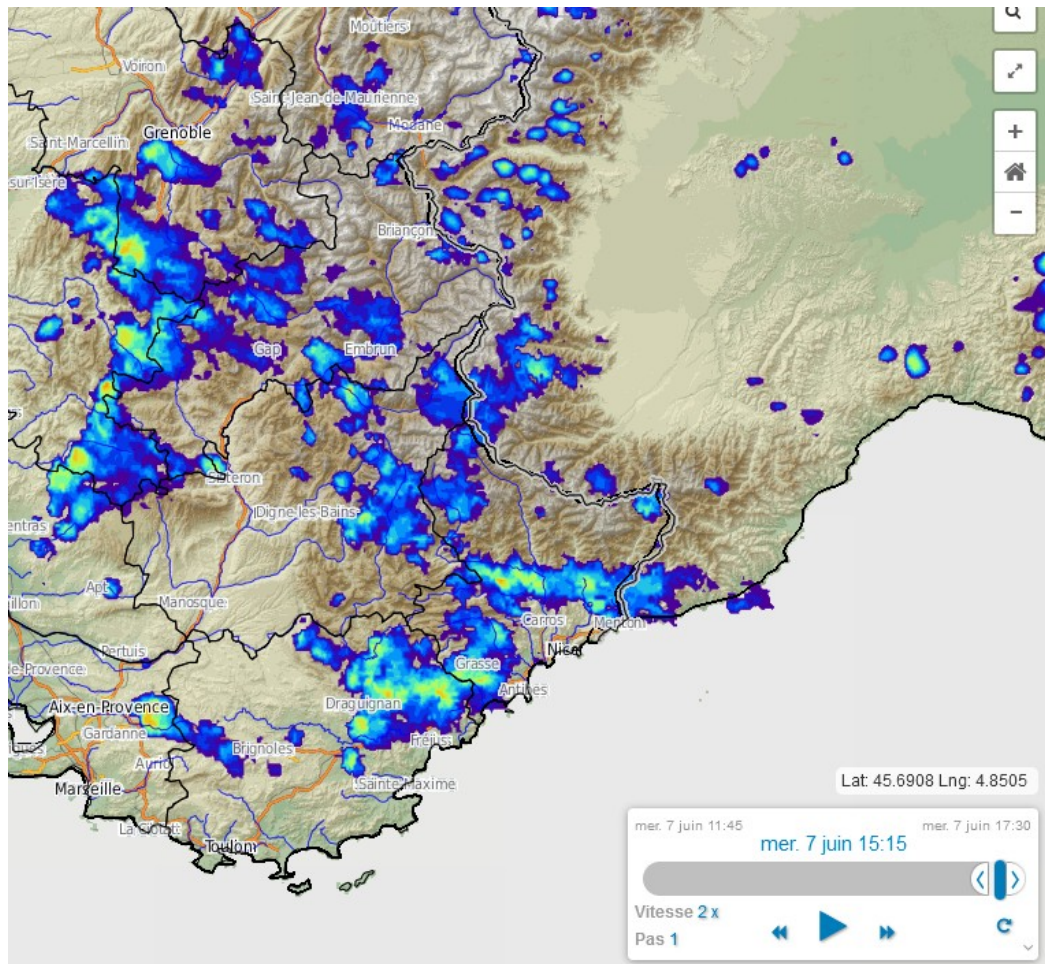 Moûtiers
Voiron
Saint-Jean-de-Maurienne
Grenoble
Modane
Saint-Marcellin
-sur-Isère
Briançon
Gap
Embrun
Sisteron
Digne-les-Bains
entras
Apt
aillon
Manosque
Carros
Menton
Nice
Pertuis
-de-Provence
Grasse
Antibes
Aix-en-Provence
Draguignan
Gardanne
Fréjus
Brignoles
Auriol
Marseille
Sainte-Maxime
La Ciotat
Toulon
+
−
Lat: 45.6908 Lng: 4.8505
mer. 7 juin 11:45 mer. 7 juin 17:30
mer. 7 juin 15:15
Vitesse 2 x
Pas 1